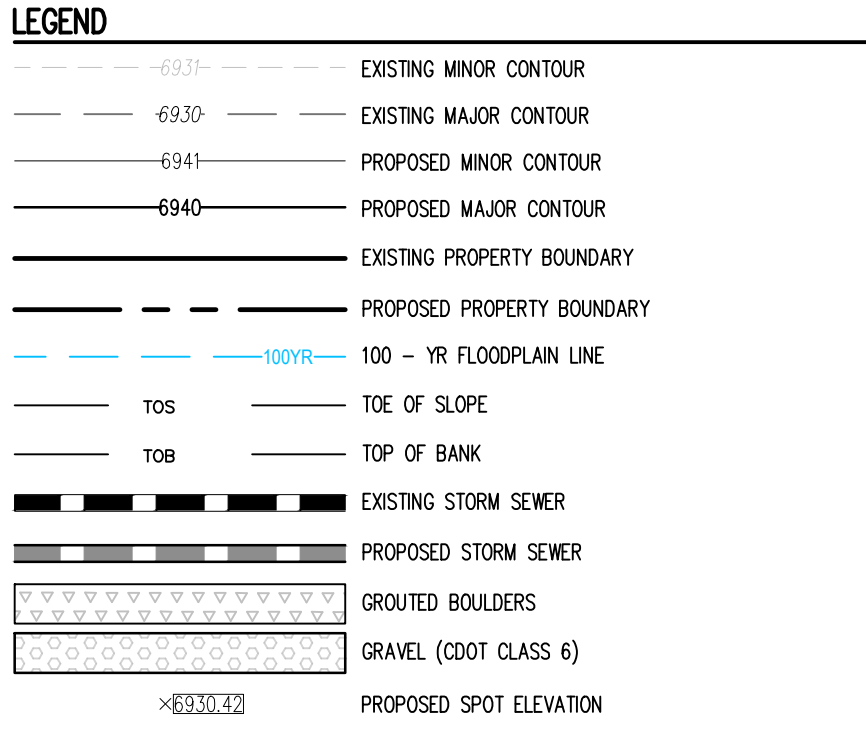 LEGEND
6931 EXISTING MINOR CONTOUR
6930 EXISTING MAJOR CONTOUR
6941 PROPOSED MINOR CONTOUR
6940 PROPOSED MAJOR CONTOUR
EXISTING PROPERTY BOUNDARY
PROPOSED PROPERTY BOUNDARY
100YR 100 – YR FLOODPLAIN LINE
TOS TOE OF SLOPE
TOB TOP OF BANK
EXISTING STORM SEWER
PROPOSED STORM SEWER
GROUTED BOULDERS
GRAVEL (CDOT CLASS 6)
×6930.42 PROPOSED SPOT ELEVATION